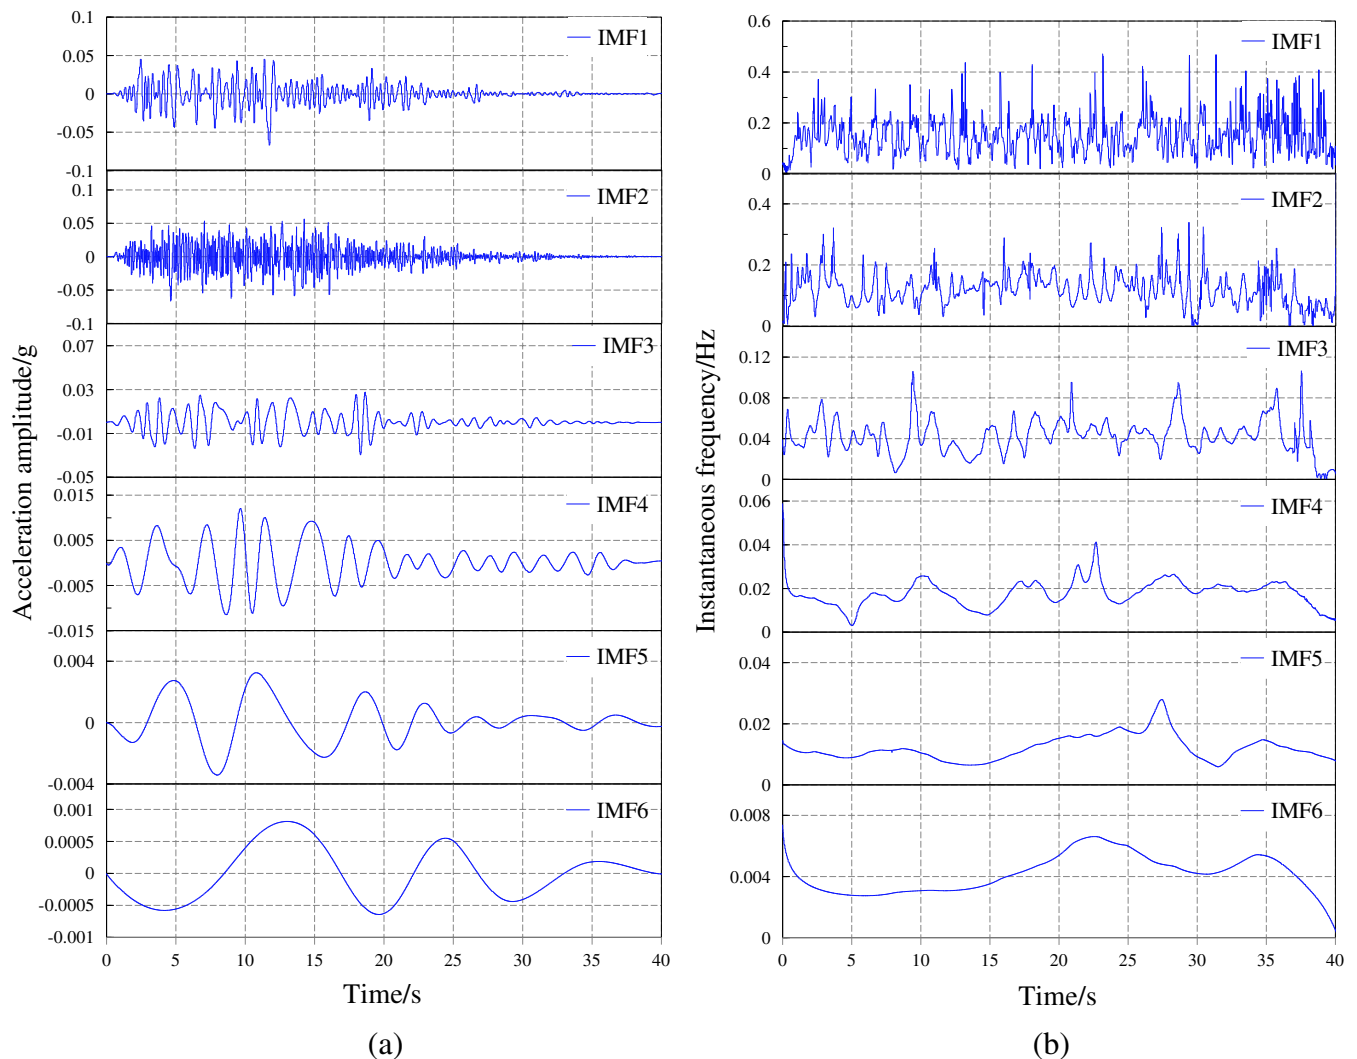 Acceleration amplitude/g
0.1
0.05
0
-0.05
-0.1
IMF1
0.1
0.05
0
-0.05
-0.1
IMF2
0.07
0.03
-0.01
-0.05
IMF3
0.015
0.005
-0.005
-0.015
IMF4
0.004
0
-0.004
IMF5
0.001
0.0005
0
-0.0005
-0.001
IMF6
0 5 10 15 20 25 30 35 40
Time/s
(a)
Instantaneous frequency/Hz
0.6
0.4
0.2
0
IMF1
0.4
0.2
0
IMF2
0.12
0.08
0.04
0
IMF3
0.06
0.04
0.02
0
IMF4
0.04
0.02
0
IMF5
0.008
0.004
0
IMF6
0 5 10 15 20 25 30 35 40
Time/s
(b)